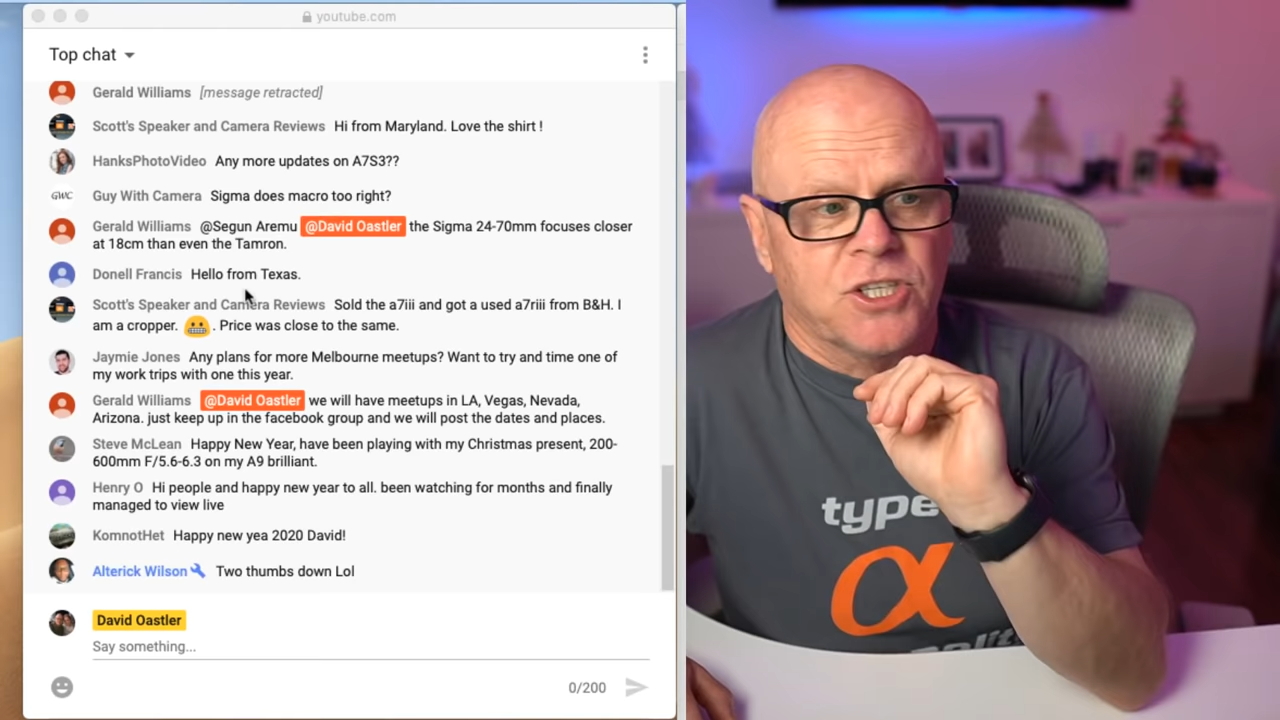 youtube.com
Top chat
Gerald Williams [message retracted]
Scott's Speaker and Camera Reviews Hi from Maryland. Love the shirt !
HanksPhotoVideo Any more updates on A7S3??
GWC Guy With Camera Sigma does macro too right?
Gerald Williams @Segun Aremu @David Oastler the Sigma 24-70mm focuses closer
at 18cm than even the Tamron.
Donell Francis Hello from Texas.
Scott's Speaker and Camera Reviews Sold the a7iii and got a used a7riii from B&H. I
am a cropper. 😬. Price was close to the same.
Jaymie Jones Any plans for more Melbourne meetups? Want to try and time one of
my work trips with one this year.
Gerald Williams @David Oastler we will have meetups in LA, Vegas, Nevada,
Arizona. just keep up in the facebook group and we will post the dates and places.
Steve McLean Happy New Year, have been playing with my Christmas present, 200-
600mm F/5.6-6.3 on my A9 brilliant.
Henry O Hi people and happy new year to all. been watching for months and finally
managed to view live
KomnotHet Happy new yea 2020 David!
Alterick Wilson Two thumbs down Lol
David Oastler
Say something...
0/200
type
α